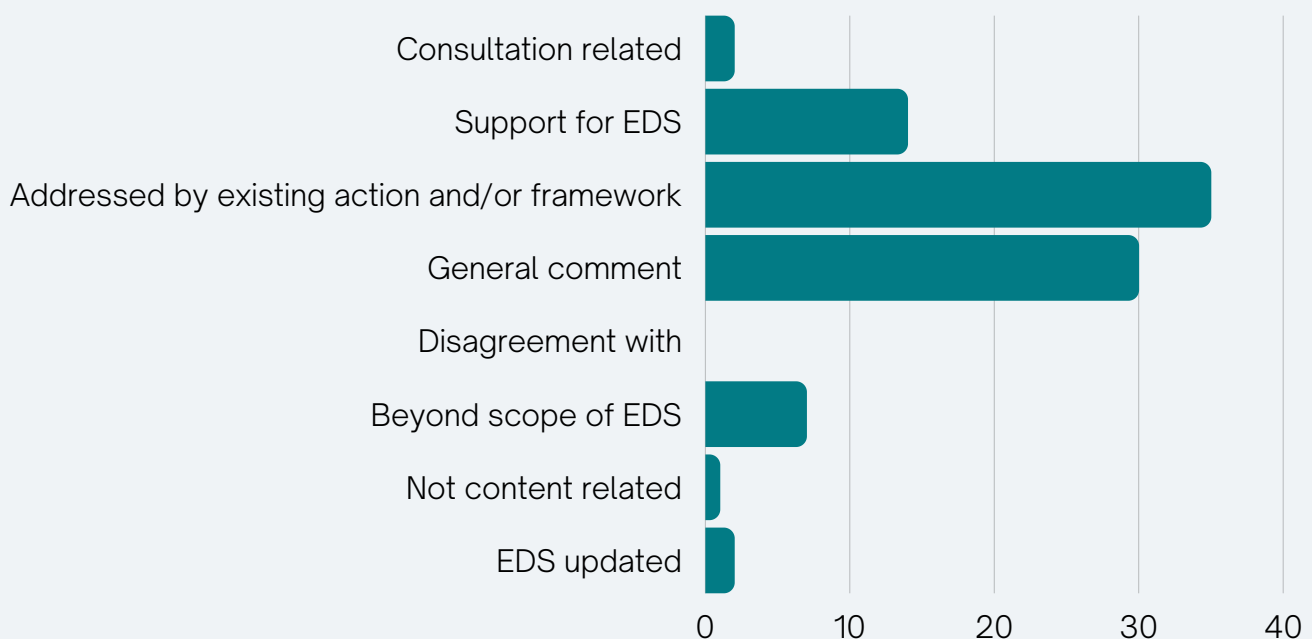 Consultation related
Support for EDS
Addressed by existing action and/or framework
General comment
Disagreement with
Beyond scope of EDS
Not content related
EDS updated
0 10 20 30 40